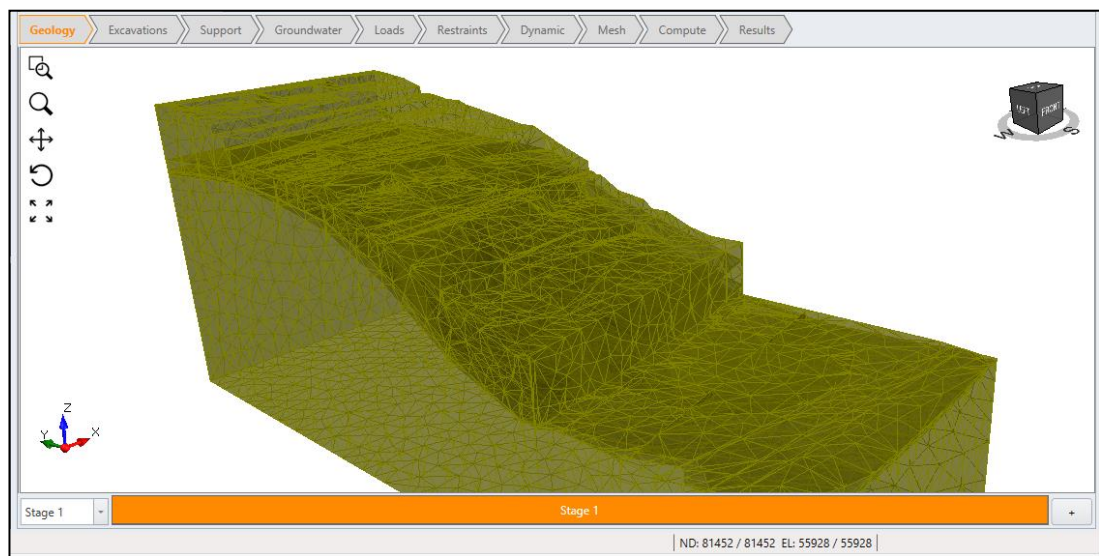 Geology Excavations Support Groundwater Loads Restraints Dynamic Mesh Compute Results
FRONT
W S
Z
Y X
Stage 1 Stage 1 +
ND: 81452 / 81452 EL: 55928 / 55928